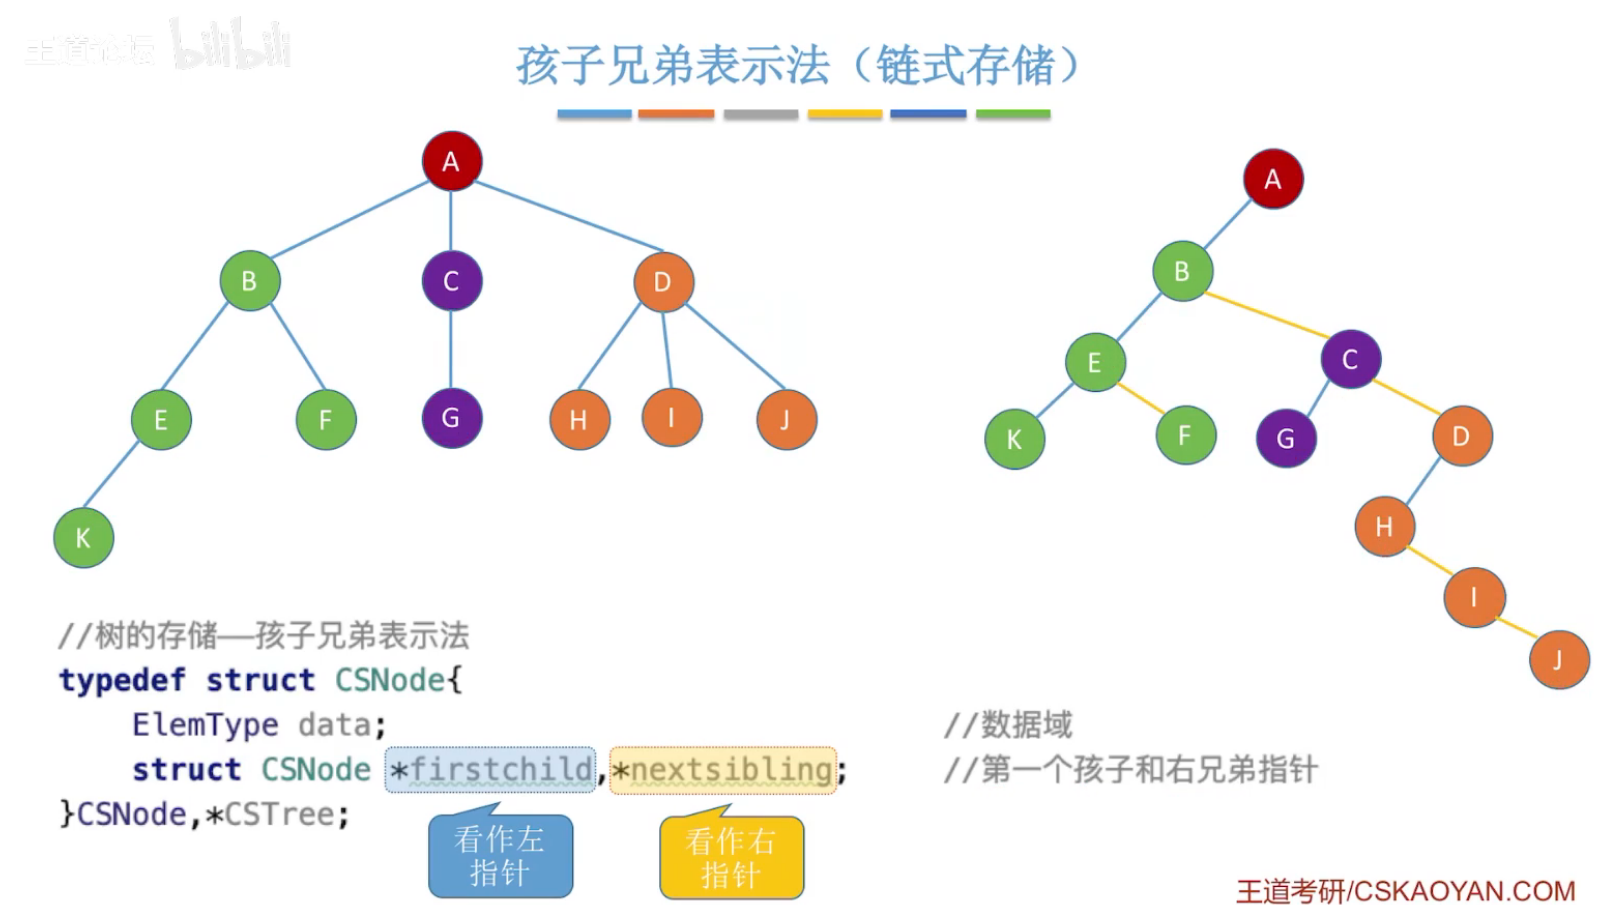 王道论坛 bilibili
孩子兄弟表示法（链式存储）
A
B C D
E F G H I J
K
A
B
E C
K F G D
H
I
J
//树的存储——孩子兄弟表示法
typedef struct CSNode{
ElemType data; //数据域
struct CSNode *firstchild,*nextsibling; //第一个孩子和右兄弟指针
}CSNode,*CSTree;
看作左
指针
看作右
指针
王道考研/CSKAOYAN.COM